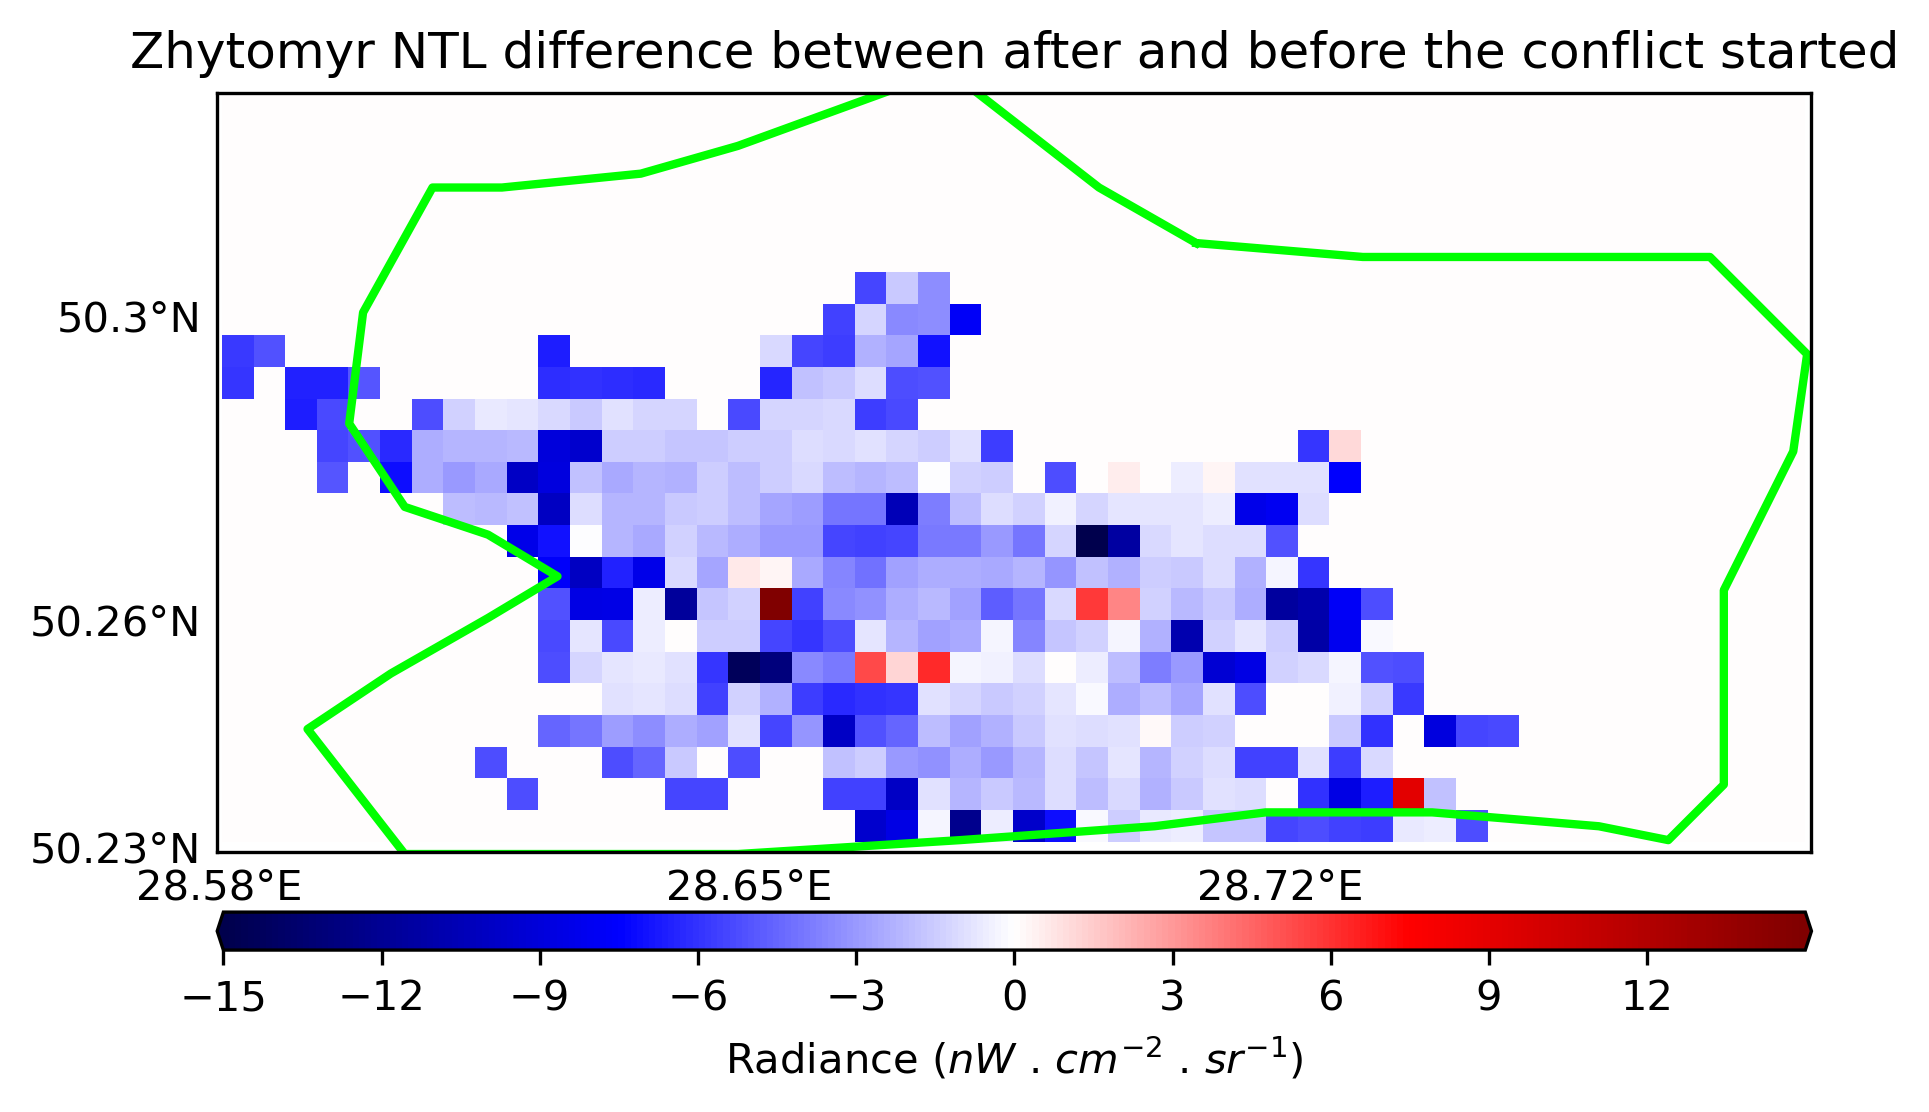 Zhytomyr NTL difference between after and before the conflict started
50.3°N
50.26°N
50.23°N
28.58°E 28.65°E 28.72°E
−15 −12 −9 −6 −3 0 3 6 9 12
Radiance (nW . cm⁻² . sr⁻¹)